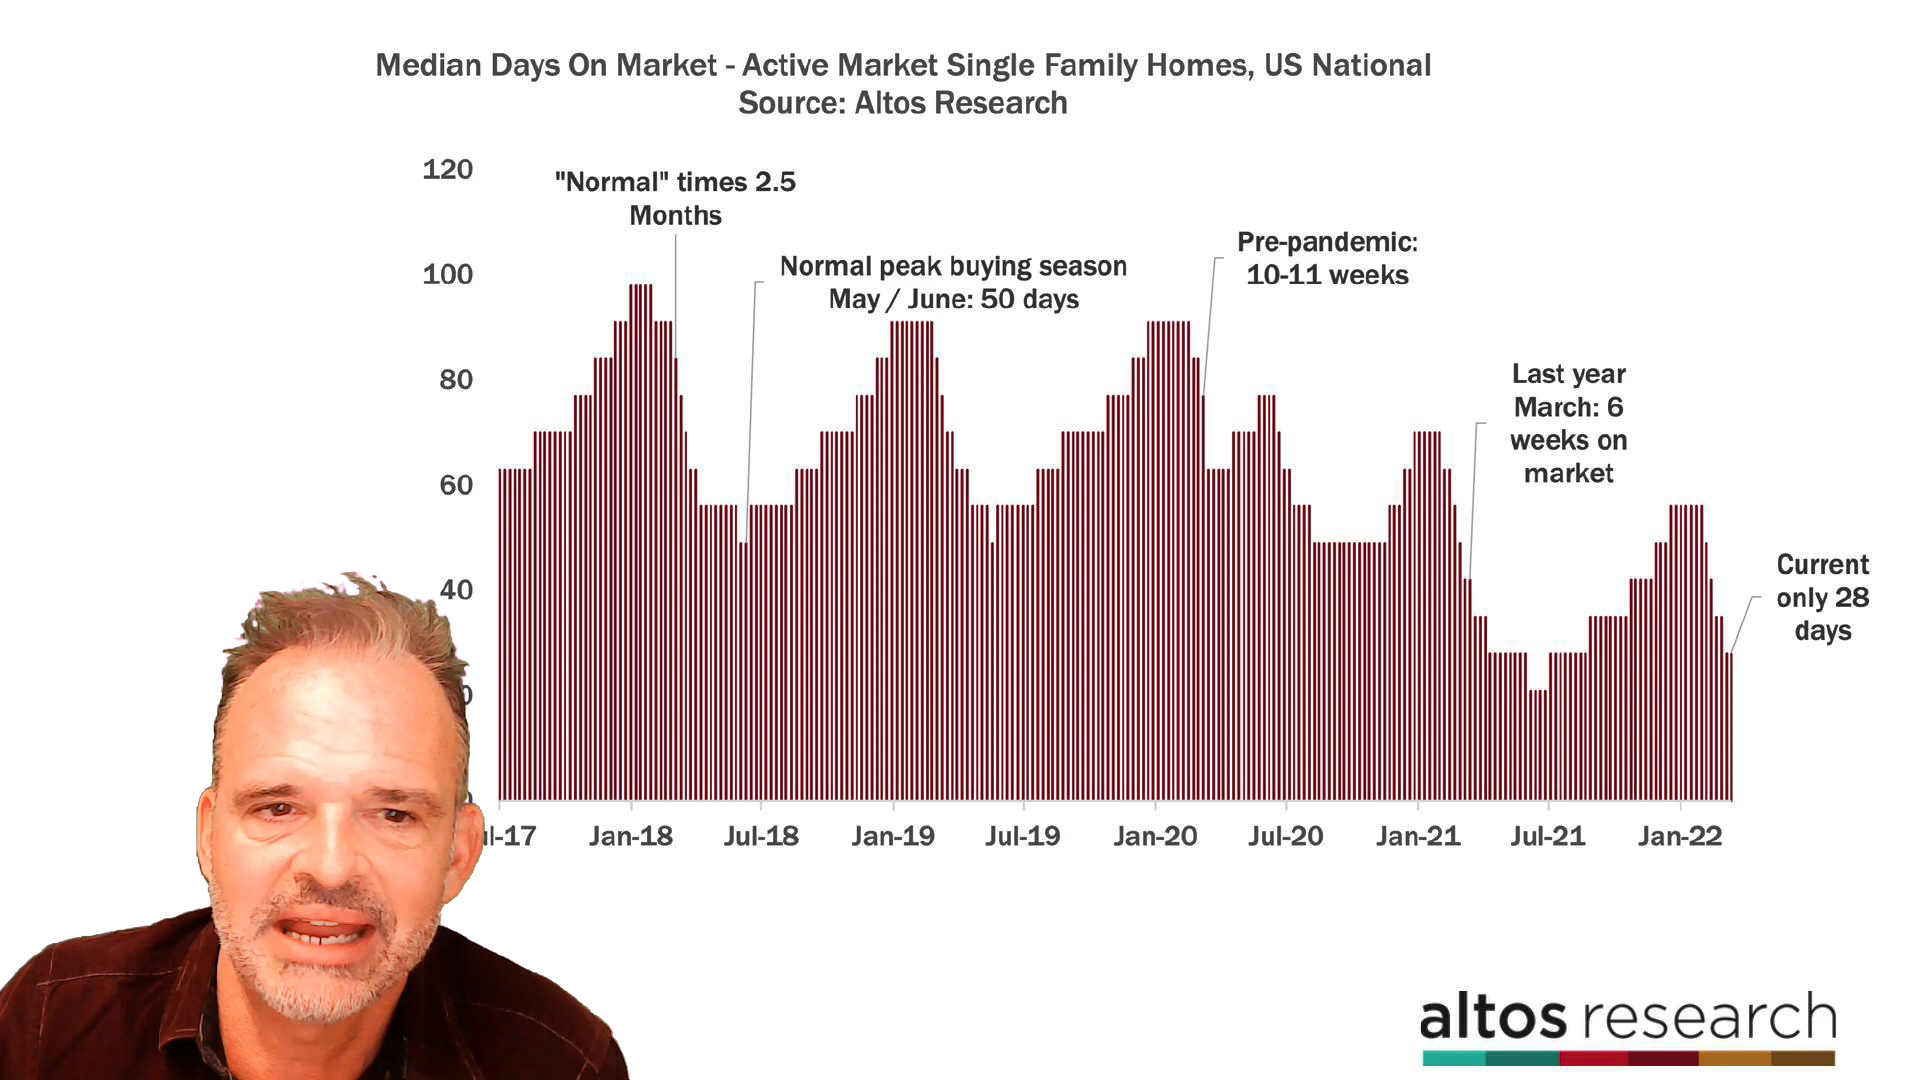 Median Days On Market - Active Market Single Family Homes, US National
Source: Altos Research
120
"Normal" times 2.5
Months
Pre-pandemic:
10-11 weeks
Normal peak buying season
May / June: 50 days
100
Last year
March: 6
weeks on
market
80
60
Current
only 28
days
40
Jan-18
Jul-18
Jan-19
Jul-19
Jan-20
Jul-20
Jan-21
Jul-21
Jan-22
altos research